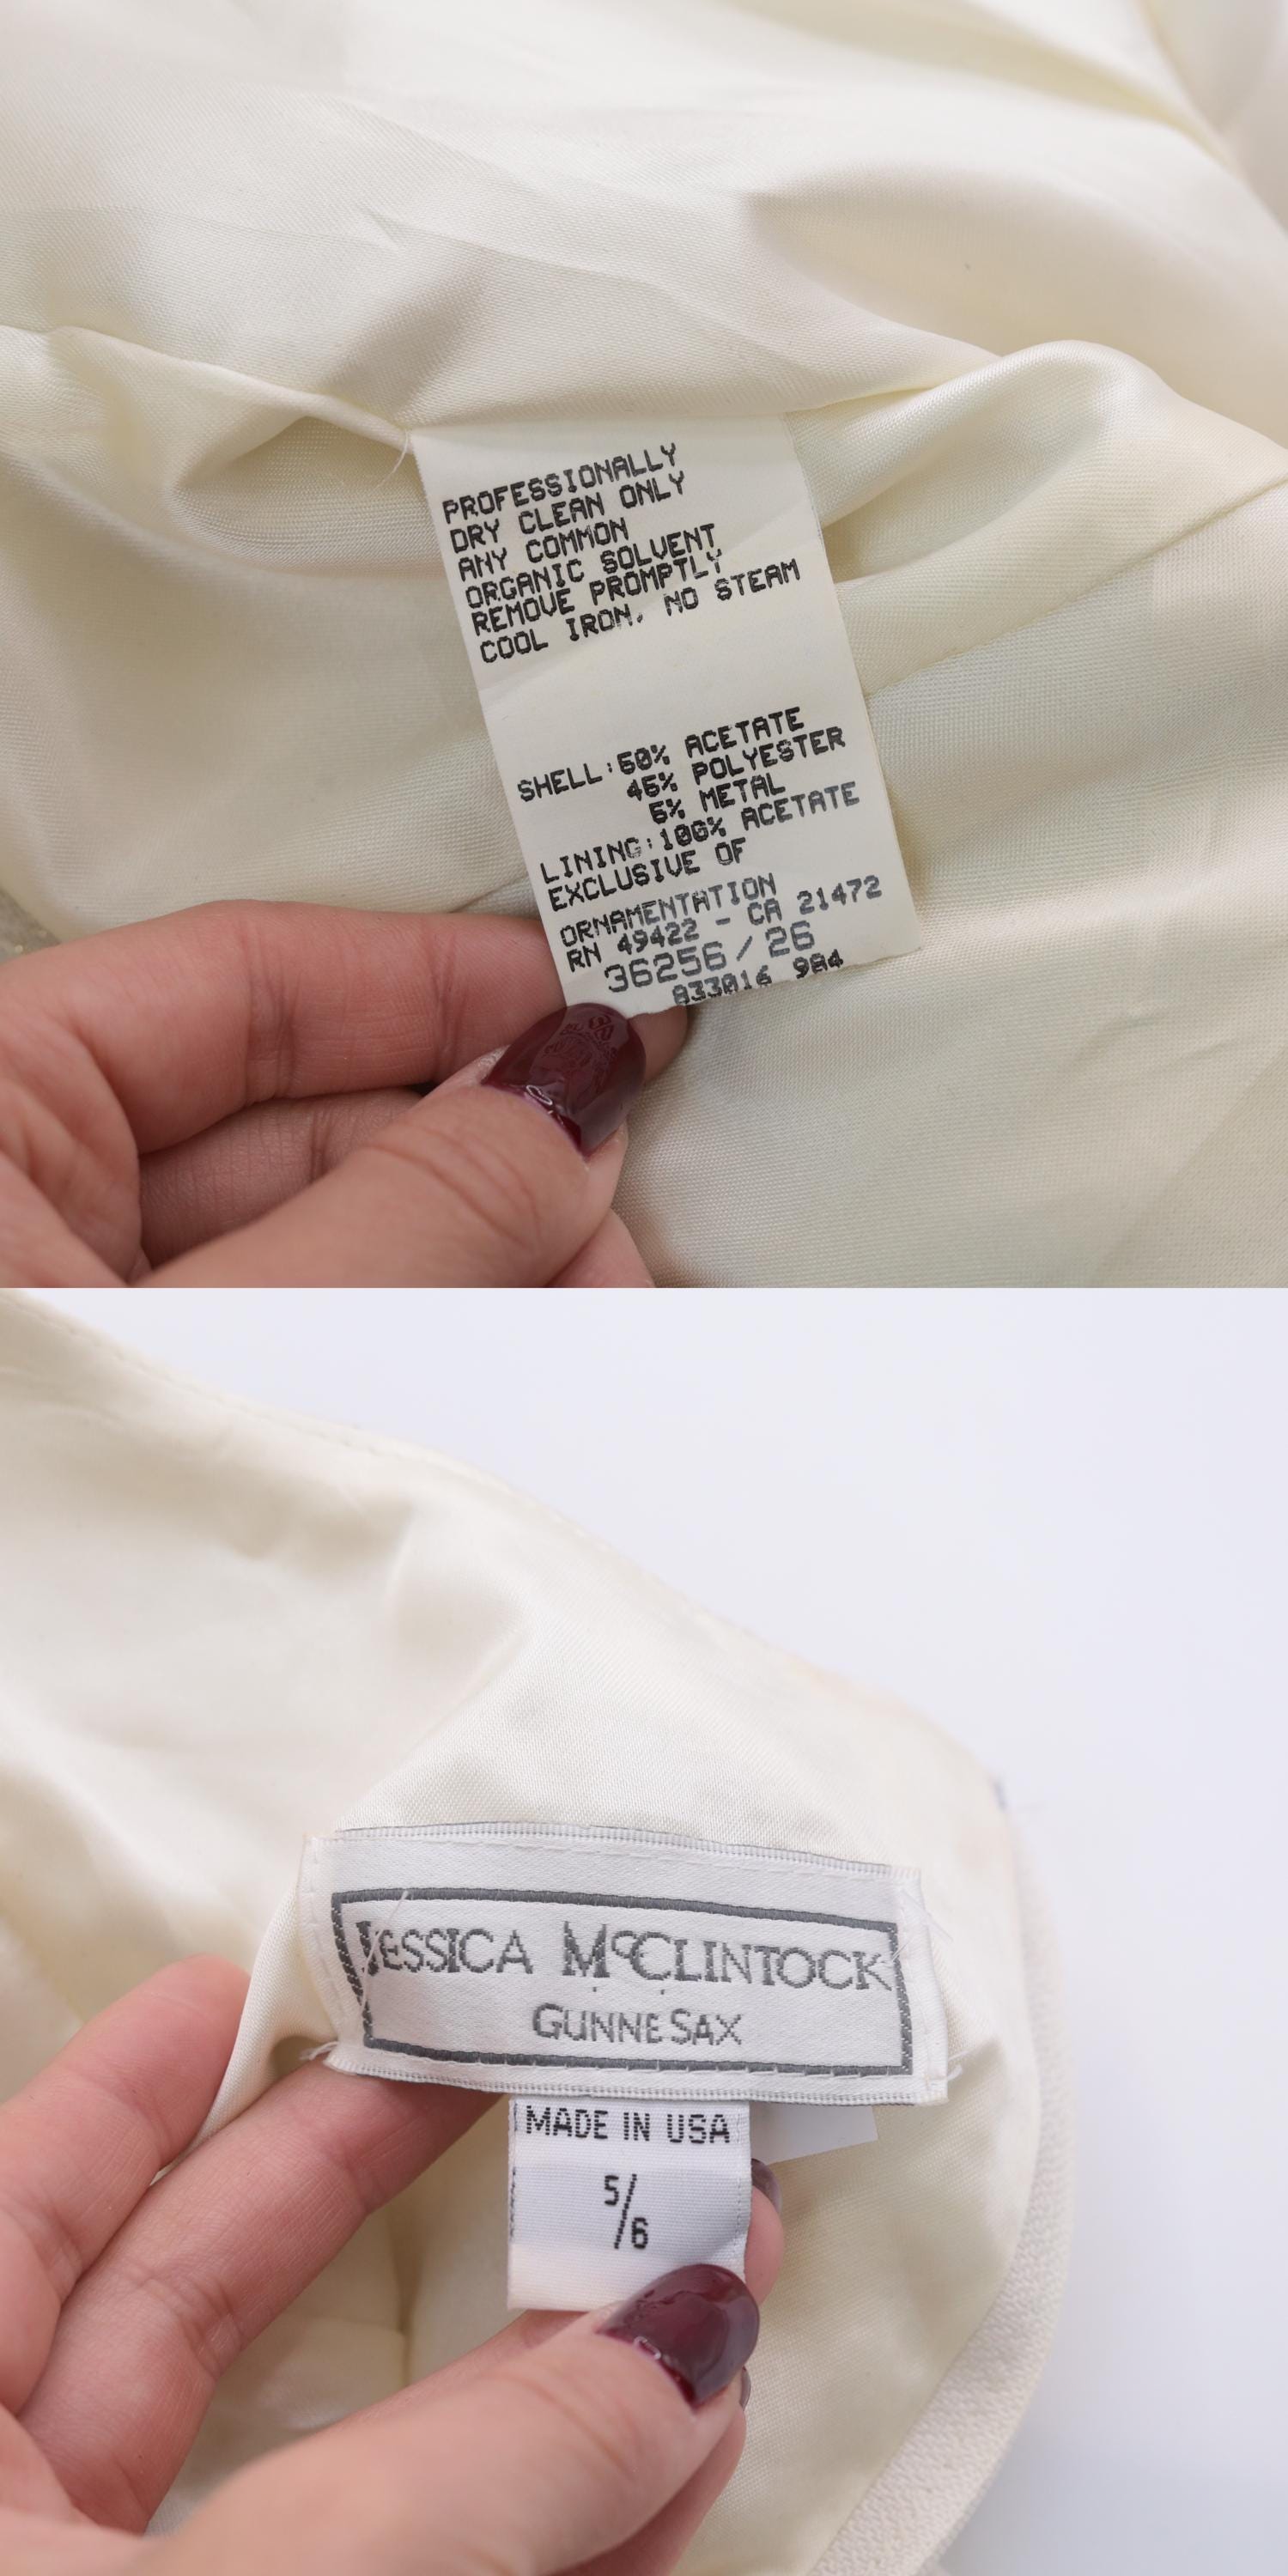 PROFESSIONALLY
DRY CLEAN ONLY
ANY COMMON
ORGANIC SOLVENT
REMOVE PROMPTLY
COOL IRON, NO STEAM
SHELL:50% ACETATE
45% POLYESTER
5% METAL
LINING:100% ACETATE
EXCLUSIVE OF
ORNAMENTATION
RN 49422 - CA 21472
36256/26
833016 984
JESSICA MCCLINTOCK
GUNNE SAX
MADE IN USA
5/6